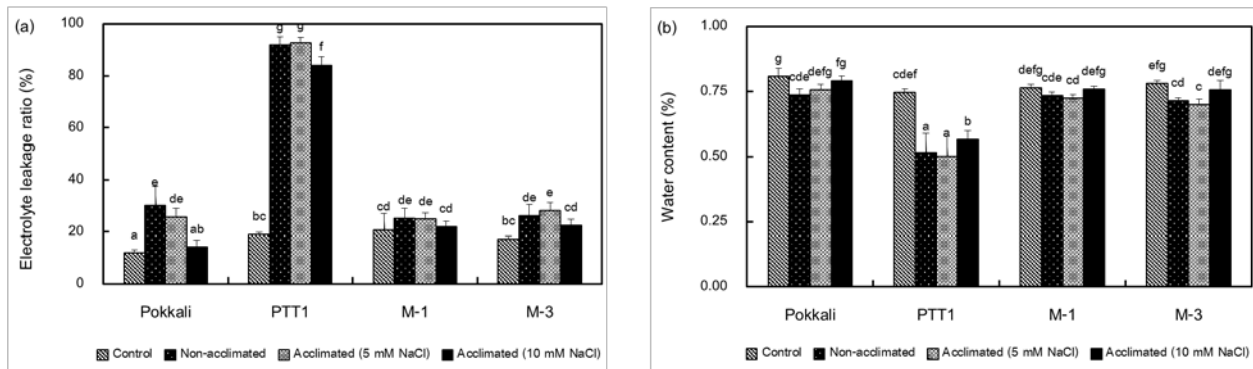 (a)
Electrolyte leakage ratio (%)
100
80
60
40
20
0
a
e
de
ab
bc
g
g
f
cd
de
de
cd
bc
de
e
cd
Pokkali PTT1 M-1 M-3
Control Non-acclimated Acclimated (5 mM NaCl) Acclimated (10 mM NaCl)
(b)
Water content (%)
1.00
0.75
0.50
0.25
0.00
g
cde
defg
fg
cdef
a
a
b
defg
cde
cd
defg
efg
cd
c
defg
Pokkali PTT1 M-1 M-3
Control Non-acclimated Acclimated (5 mM NaCl) Acclimated (10 mM NaCl)